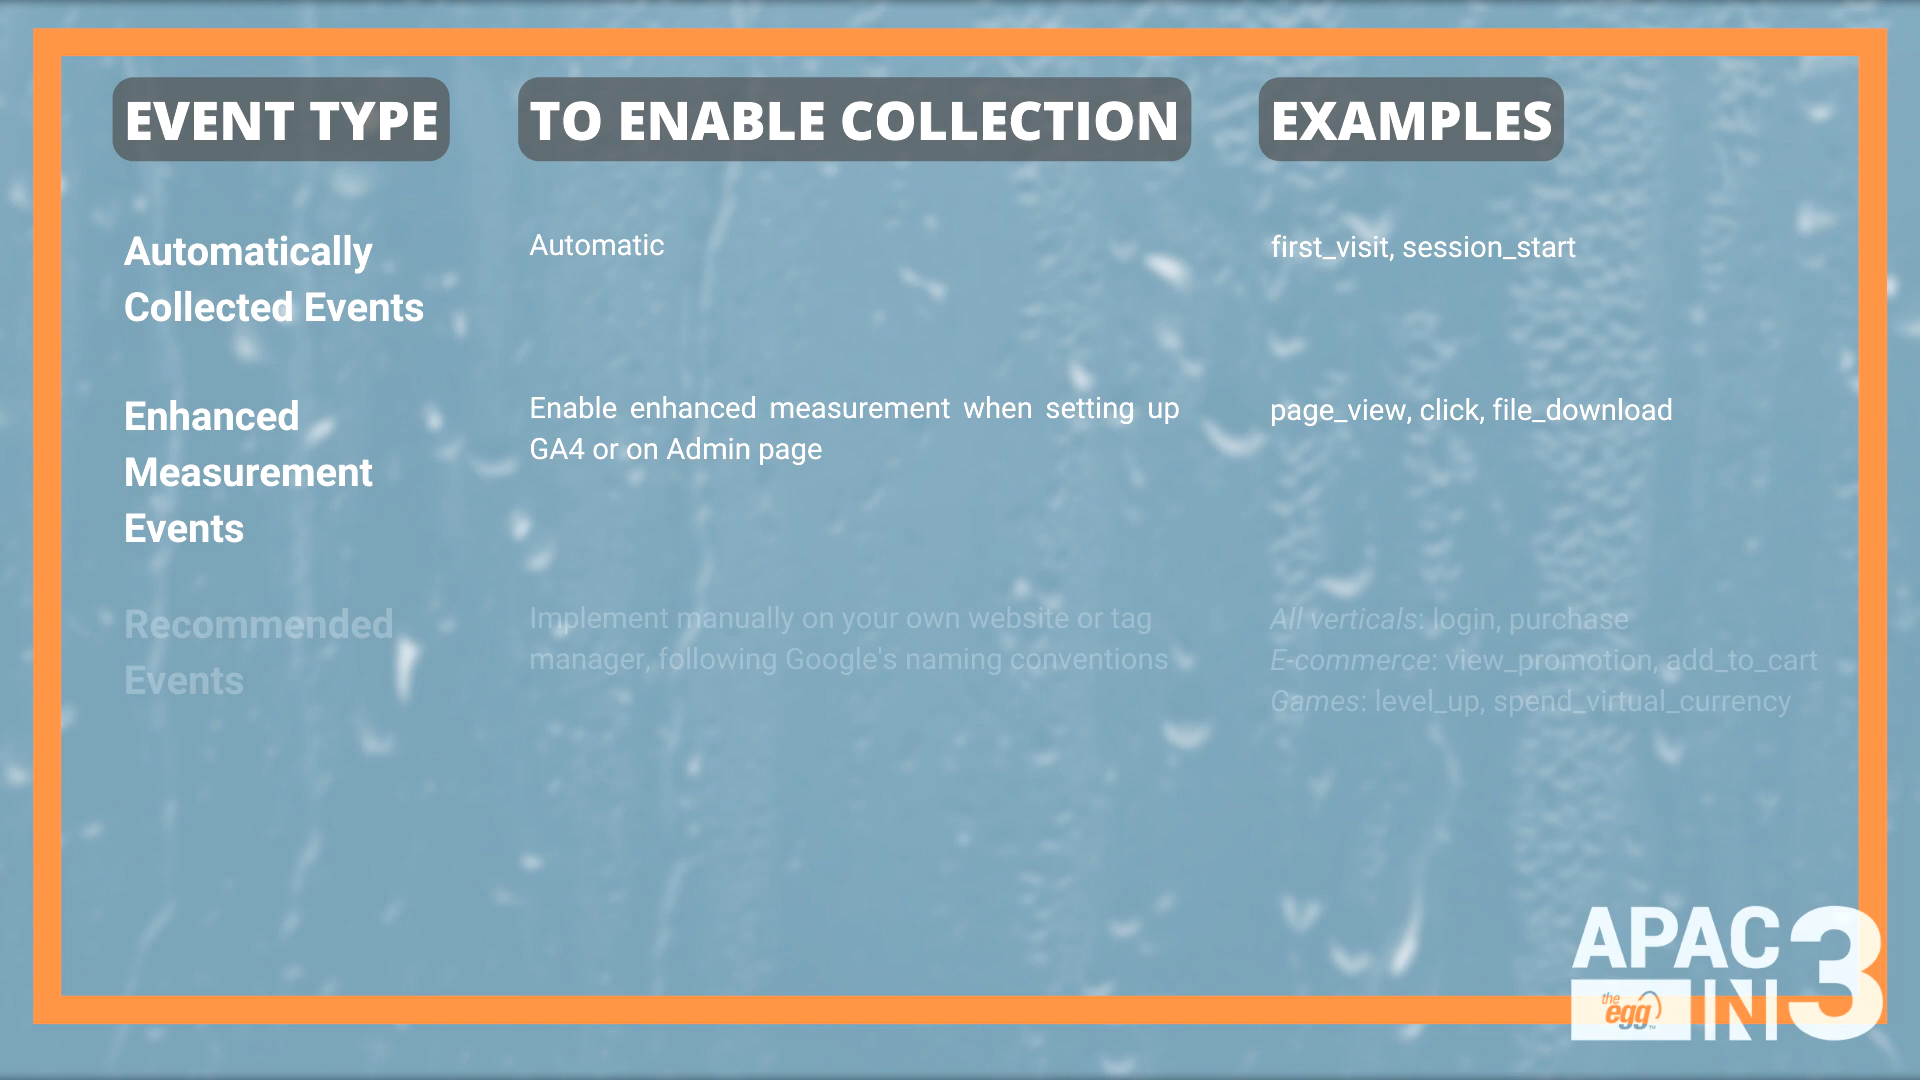 EVENT TYPE
TO ENABLE COLLECTION
EXAMPLES
Automatically
Collected Events
Automatic
first_visit, session_start
Enhanced
Measurement
Events
Enable enhanced measurement when setting up
GA4 or on Admin page
page_view, click, file_download
Recommended
Events
Implement manually on your own website or tag
manager, following Google's naming conventions
All verticals: login, purchase
E-commerce: view_promotion, add_to_cart
Games: level_up, spend_virtual_currency
APAC
IN 3
the
egg™